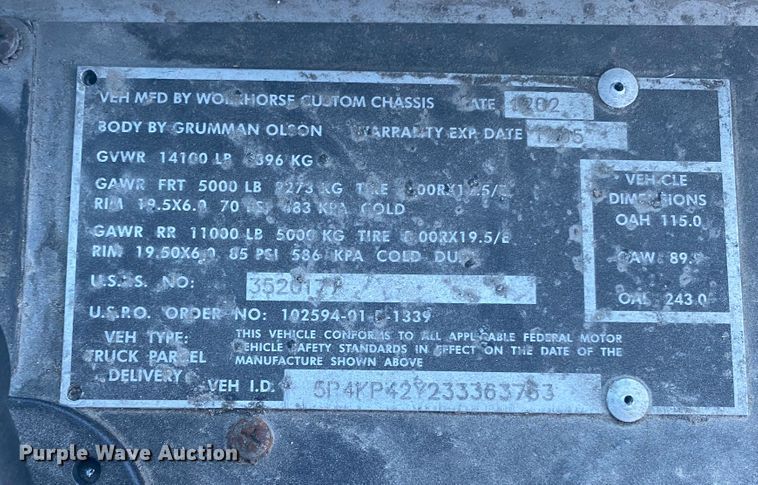 VEH MFD BY WORKHORSE CUSTOM CHASSIS DATE 1202
BODY BY GRUMMAN OLSON WARRANTY EXP. DATE
GVWR 14100 LB 6396 KG
GAWR FRT 5000 LB 2273 KG TIRE
RIM 19.5X6.0 70 PSI 483 KPA COLD
GAWR RR 11000 LB 5000 KG TIRE 8.00RX19.5/E
RIM 19.50X6.0 85 PSI 586 KPA COLD DUAL
U.S.P.S. NO:
U.S.P.O. ORDER NO:
VEH TYPE:
TRUCK PARCEL
DELIVERY
THIS VEHICLE CONFORMS TO ALL APPLICABLE FEDERAL MOTOR
VEHICLE SAFETY STANDARDS IN EFFECT ON THE DATE OF THE
MANUFACTURE SHOWN ABOVE
VEH I.D.
VEHICLE
DIMENSIONS
OAH 115.0
OAW 89.9
OAL 243.0
Purple Wave Auction